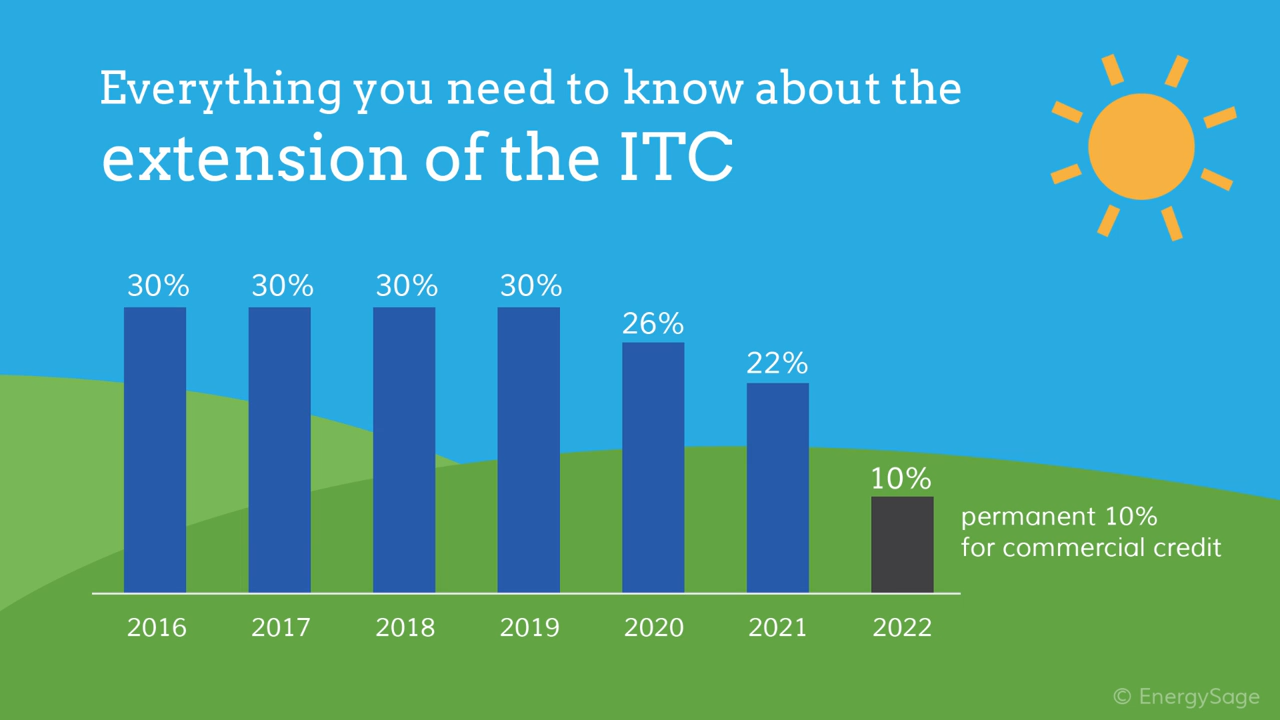 Everything you need to know about the
extension of the ITC
30% 30% 30% 30% 26% 22% 10%
permanent 10%
for commercial credit
2016 2017 2018 2019 2020 2021 2022
© EnergySage